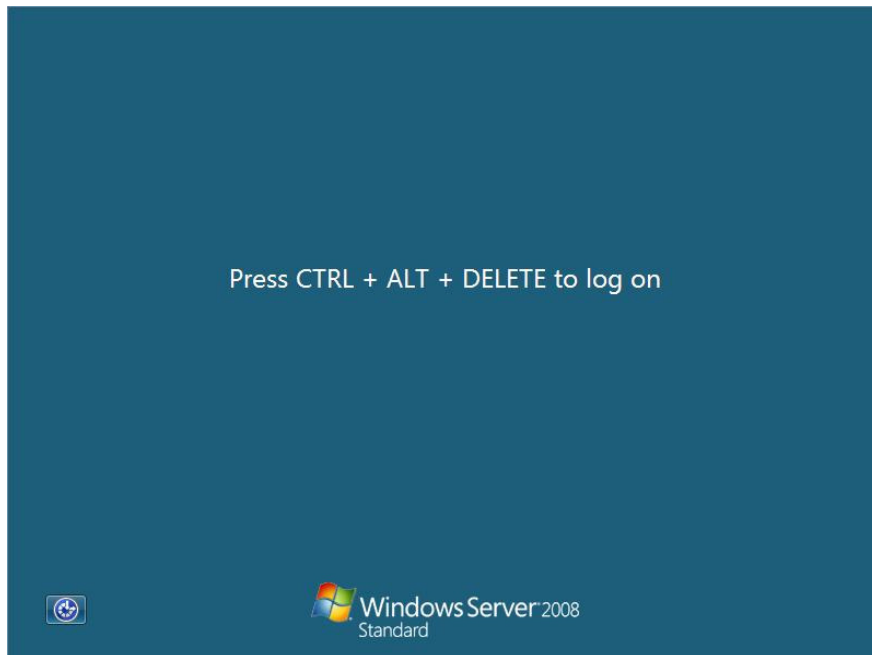 Press CTRL + ALT + DELETE to log on
Windows Server 2008
Standard